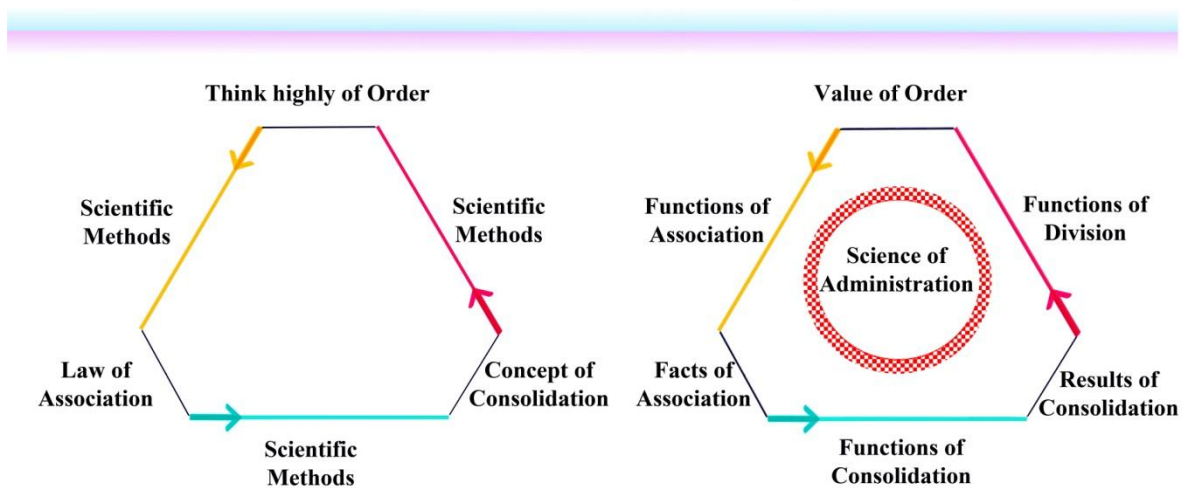 Think highly of Order
Scientific
Methods
Scientific
Methods
Law of
Association
Concept of
Consolidation
Scientific
Methods
Value of Order
Functions of
Association
Functions of
Division
Science of
Administration
Facts of
Association
Results of
Consolidation
Functions of
Consolidation